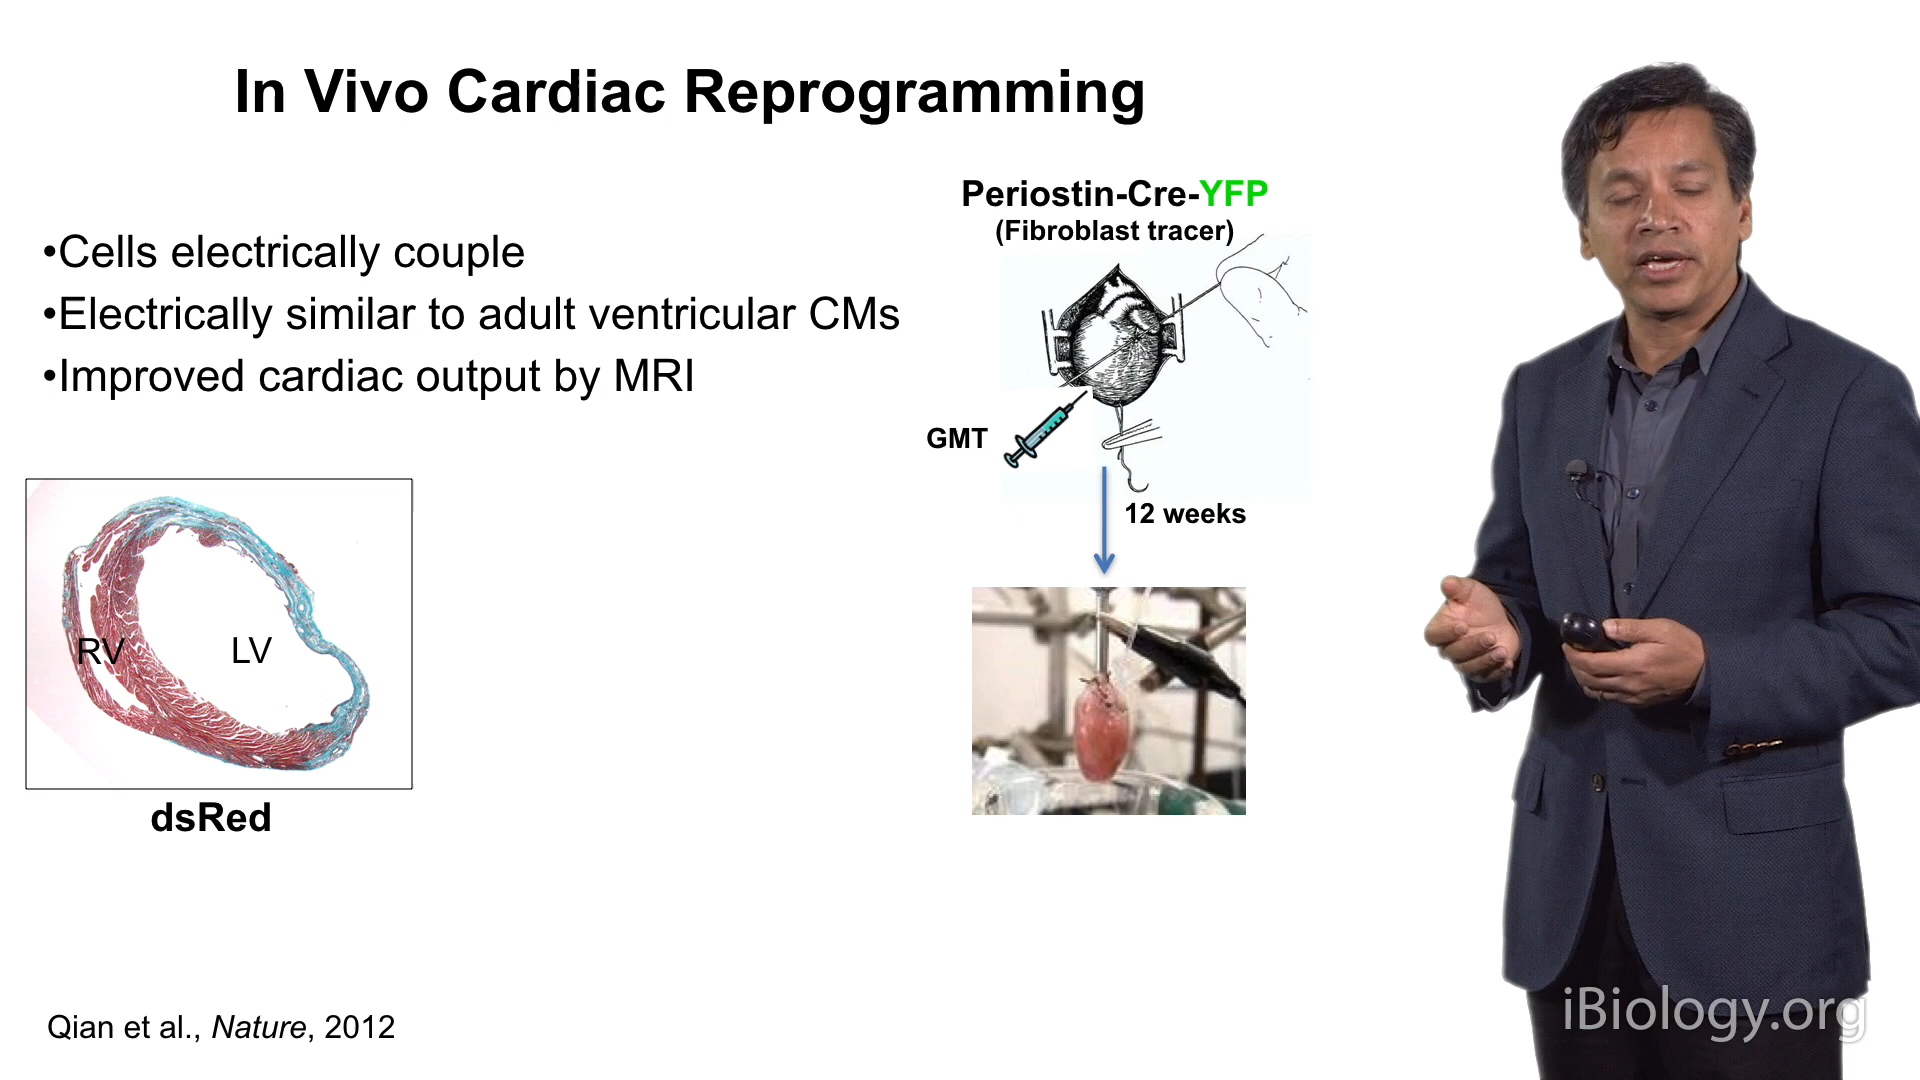 In Vivo Cardiac Reprogramming
•Cells electrically couple
•Electrically similar to adult ventricular CMs
•Improved cardiac output by MRI
Periostin-Cre-YFP
(Fibroblast tracer)
GMT
12 weeks
RV
LV
dsRed
Qian et al., Nature, 2012
iBiology.org